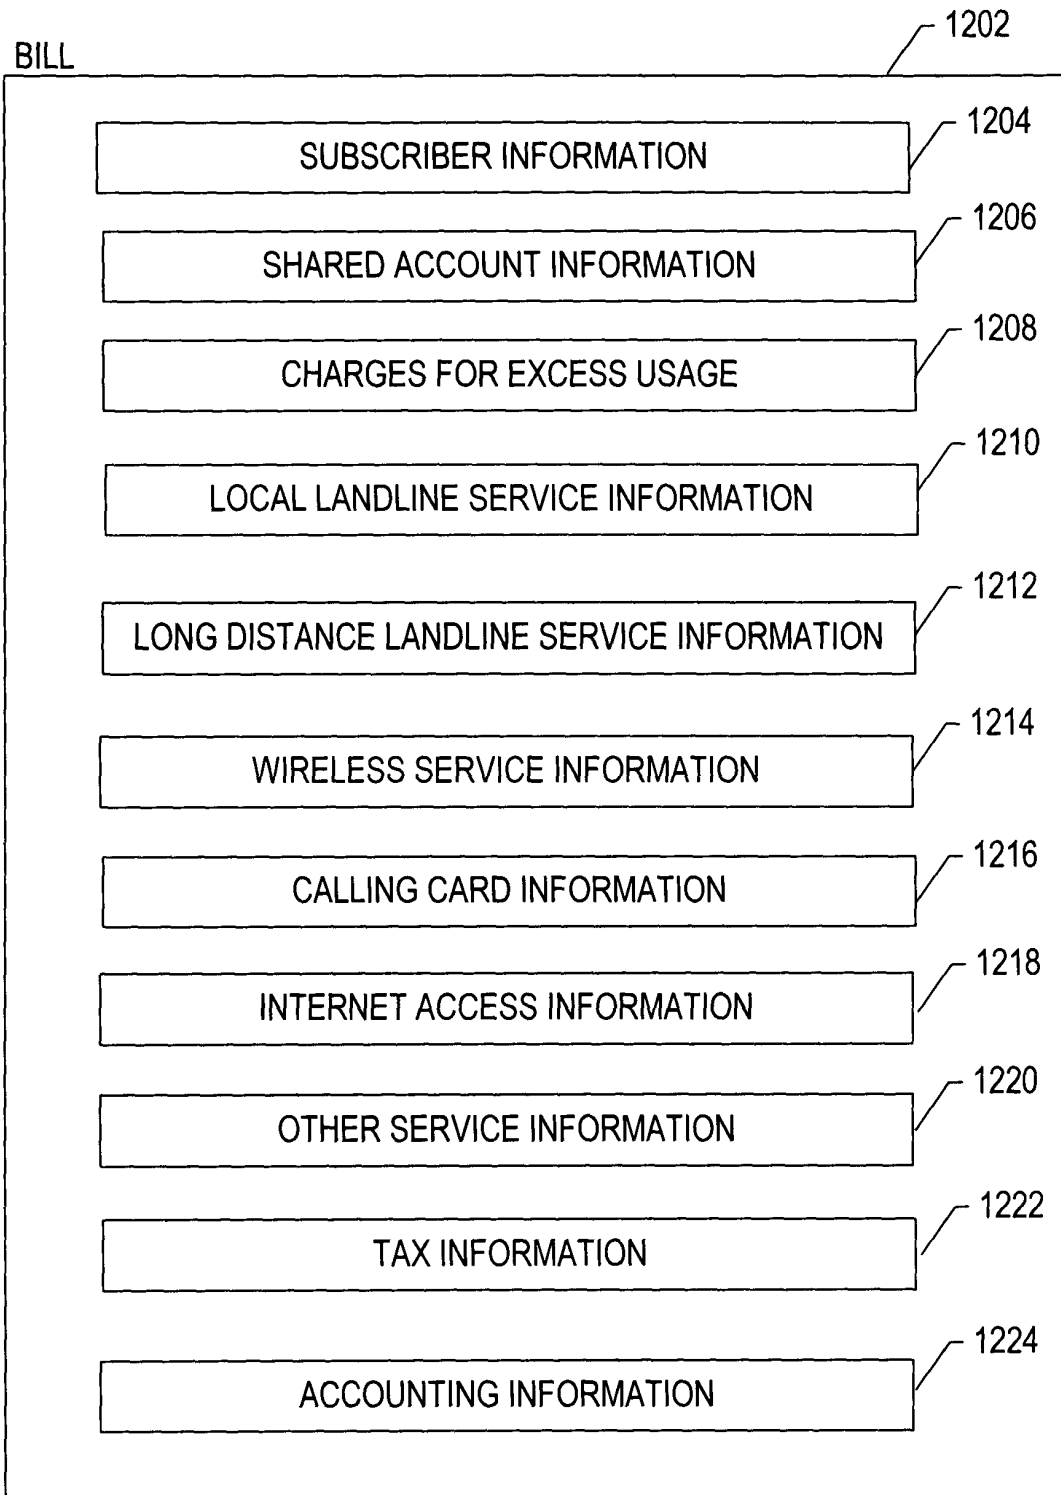 1202
BILL
SUBSCRIBER INFORMATION
1204
SHARED ACCOUNT INFORMATION
1206
CHARGES FOR EXCESS USAGE
1208
LOCAL LANDLINE SERVICE INFORMATION
1210
LONG DISTANCE LANDLINE SERVICE INFORMATION
1212
WIRELESS SERVICE INFORMATION
1214
CALLING CARD INFORMATION
1216
INTERNET ACCESS INFORMATION
1218
OTHER SERVICE INFORMATION
1220
TAX INFORMATION
1222
ACCOUNTING INFORMATION
1224